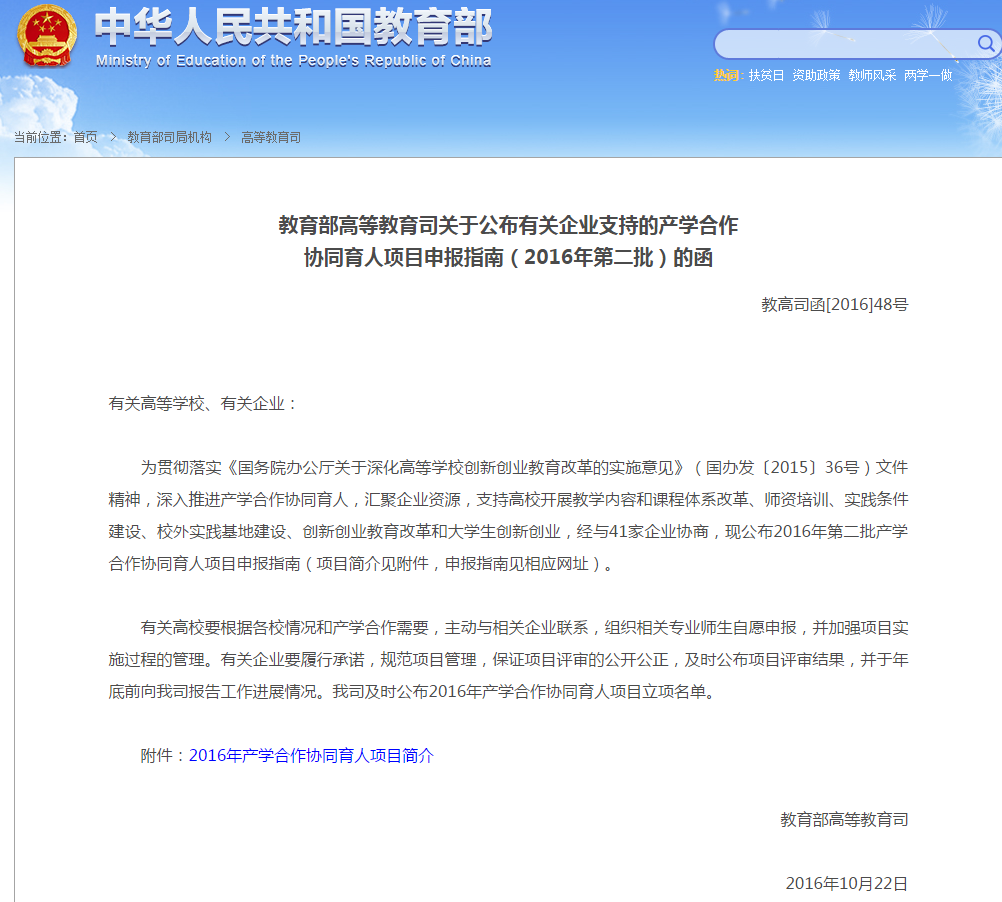 中华人民共和国教育部
Ministry of Education of the People's Republic of China
热词：扶贫日 资助政策 教师风采 两学一做
当前位置：首页 > 教育部司局机构 > 高等教育司
教育部高等教育司关于公布有关企业支持的产学合作
协同育人项目申报指南（2016年第二批）的函
教高司函[2016]48号
有关高等学校、有关企业：
为贯彻落实《国务院办公厅关于深化高等学校创新创业教育改革的实施意见》（国办发〔2015〕36号）文件
精神，深入推进产学合作协同育人，汇聚企业资源，支持高校开展教学内容和课程体系改革、师资培训、实践条件
建设、校外实践基地建设、创新创业教育改革和大学生创新创业，经与41家企业协商，现公布2016年第二批产学
合作协同育人项目申报指南（项目简介见附件，申报指南见相应网址）。
有关高校要根据各校情况和产学合作需要，主动与相关企业联系，组织相关专业师生自愿申报，并加强项目实
施过程的管理。有关企业要履行承诺，规范项目管理，保证项目评审的公开公正，及时公布项目评审结果，并于年
底前向我司报告工作进展情况。我司及时公布2016年产学合作协同育人项目立项名单。
附件：2016年产学合作协同育人项目简介
教育部高等教育司
2016年10月22日